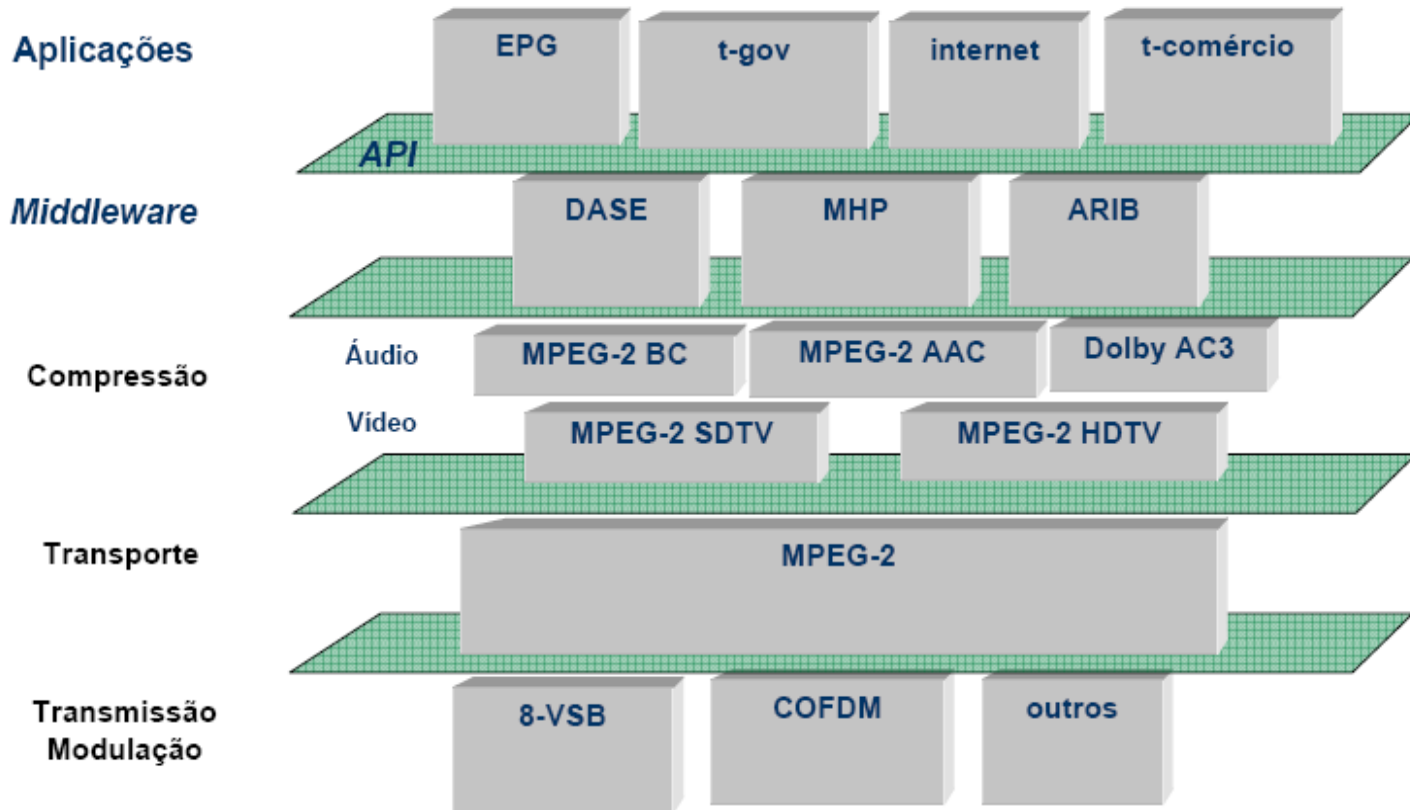 Aplicações
EPG
t-gov
internet
t-comércio
API
Middleware
DASE
MHP
ARIB
Compressão
Áudio
MPEG-2 BC
MPEG-2 AAC
Dolby AC3
Vídeo
MPEG-2 SDTV
MPEG-2 HDTV
Transporte
MPEG-2
Transmissão
Modulação
8-VSB
COFDM
outros